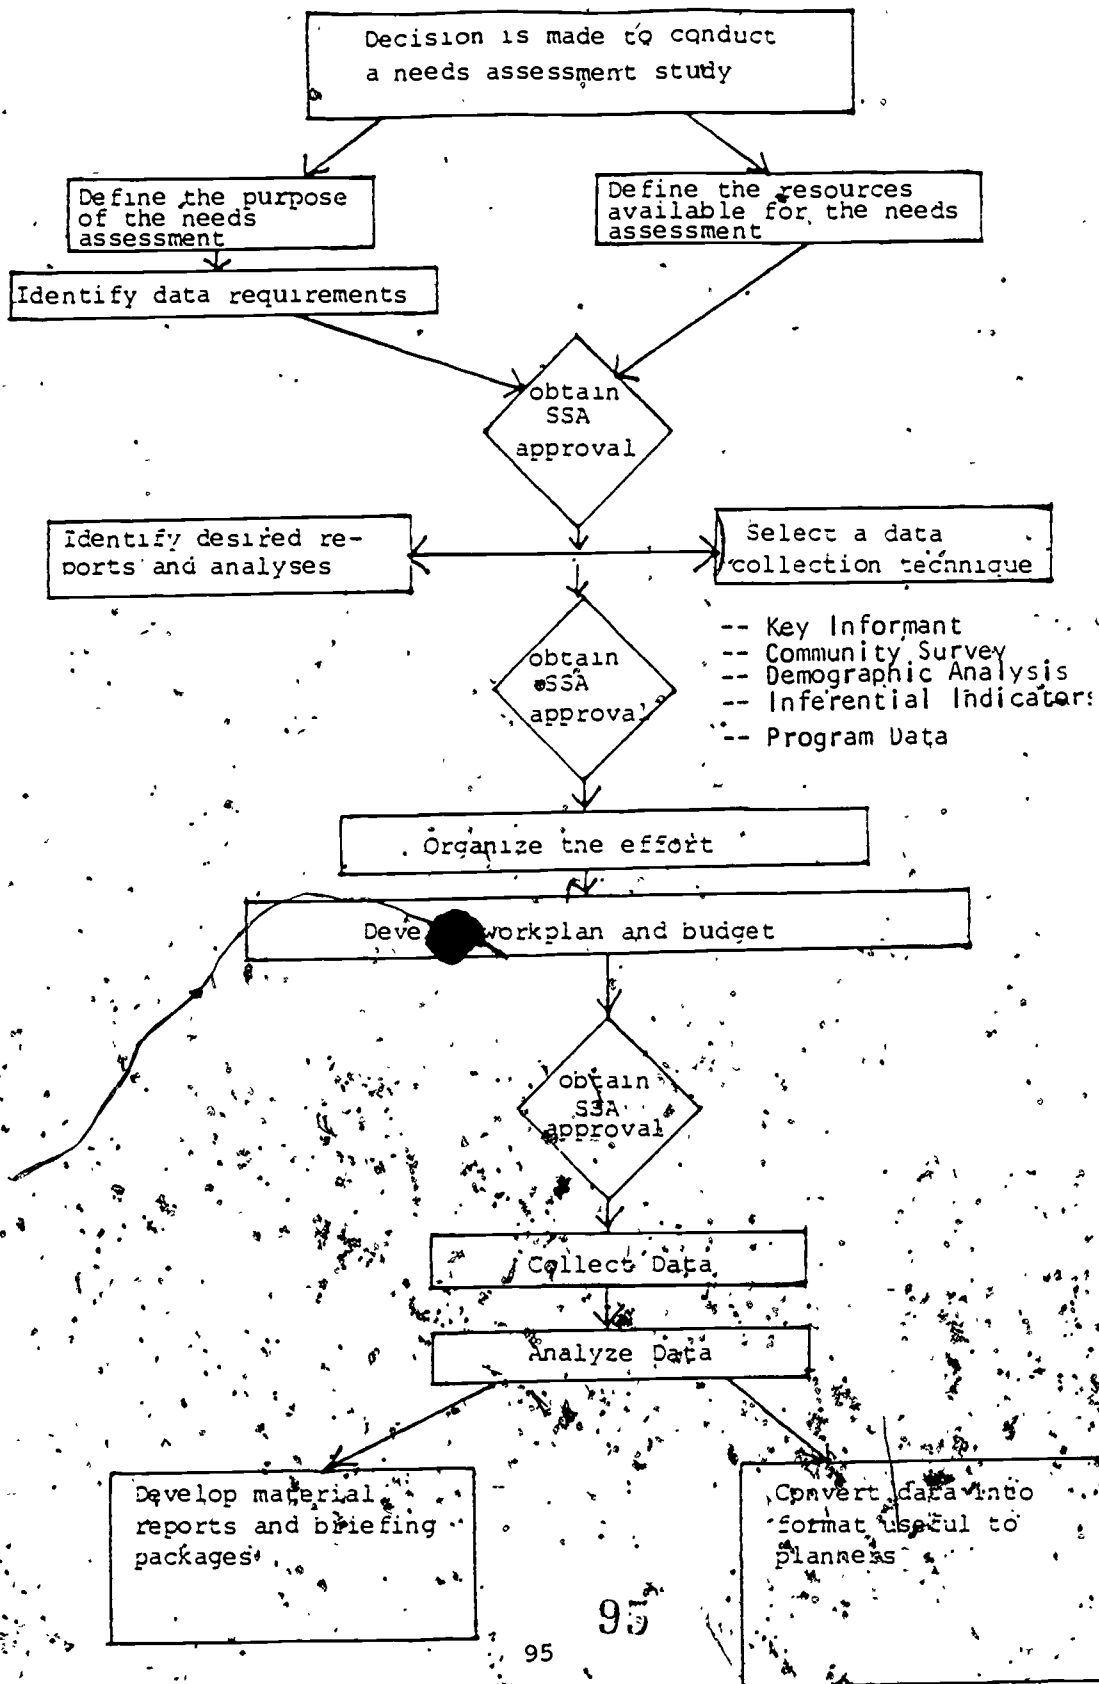 Decision is made to conduct
a needs assessment study
Define the purpose
of the needs
assessment
Define the resources
available for the needs
assessment
Identify data requirements
obtain
SSA
approval
Identify desired re-
ports and analyses
Select a data
collection technique
-- Key Informant
-- Community Survey
-- Demographic Analysis
-- Inferential Indicators
-- Program Data
obtain
SSA
approval
Organize the effort
Deve workplan and budget
obtain
SSA
approval
Collect Data
Analyze Data
Develop material
reports and briefing
packages
Convert data into
format useful to
planners
95
95